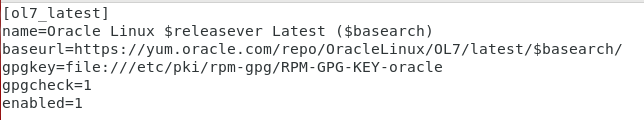 [ol7_latest]
name=Oracle Linux $releasever Latest ($basearch)
baseurl=https://yum.oracle.com/repo/OracleLinux/OL7/latest/$basearch/
gpgkey=file:///etc/pki/rpm-gpg/RPM-GPG-KEY-oracle
gpgcheck=1
enabled=1